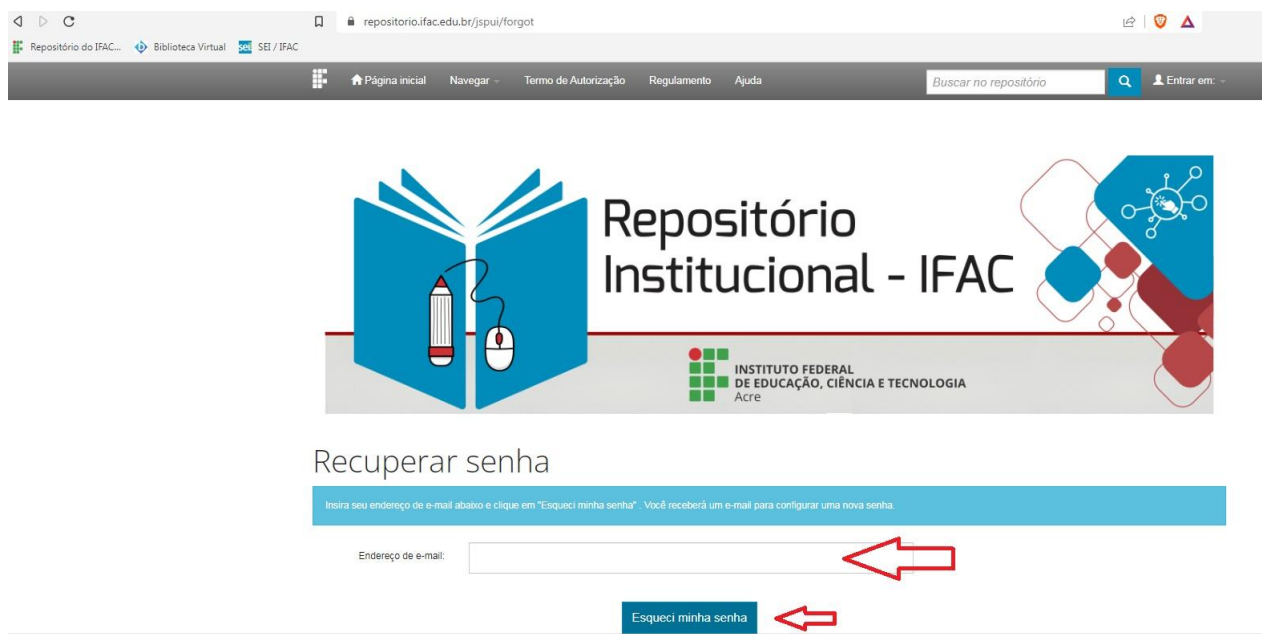 repositorio.ifac.edu.br/jspui/forgot
Repositório do IFAC... Biblioteca Virtual sei SEI / IFAC
Página inicial Navegar Termo de Autorização Regulamento Ajuda Buscar no repositório Entrar em:
Repositório
Institucional - IFAC
INSTITUTO FEDERAL
DE EDUCAÇÃO, CIÊNCIA E TECNOLOGIA
Acre
Recuperar senha
Insira seu endereço de e-mail abaixo e clique em "Esqueci minha senha" . Você receberá um e-mail para configurar uma nova senha.
Endereço de e-mail:
Esqueci minha senha